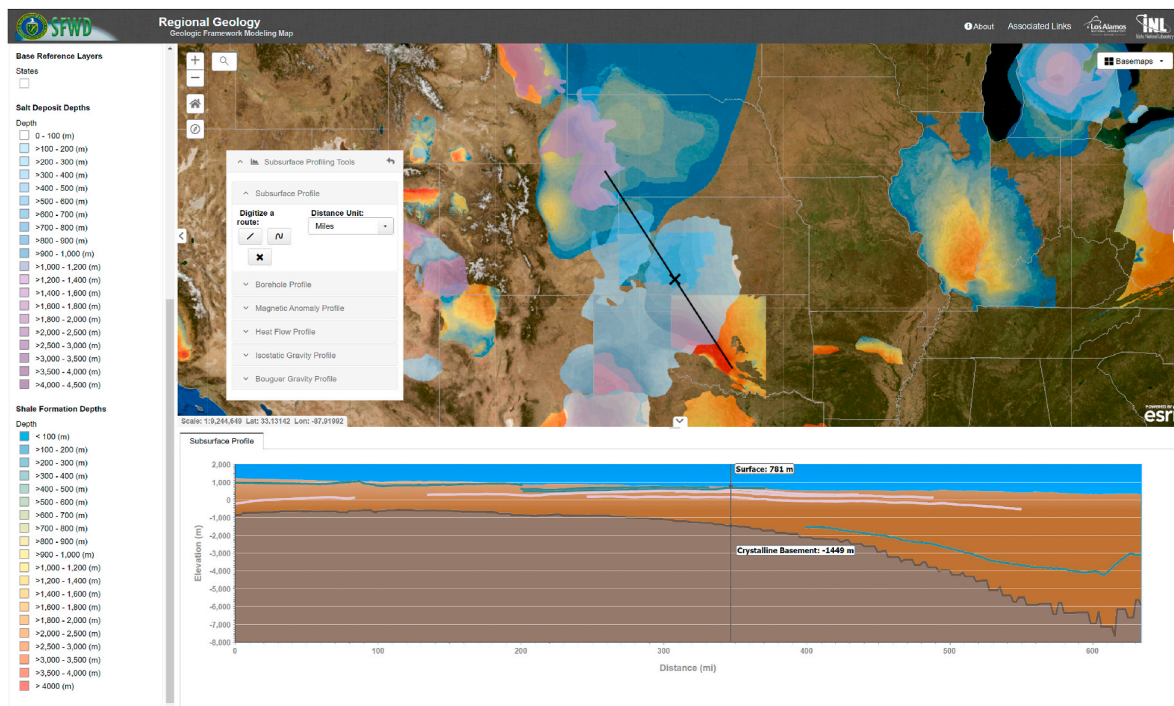 SFWD
Regional Geology
Geologic Framework Modeling Map
About
Associated Links
Los Alamos
NATIONAL LABORATORY
INL
Idaho National Laboratory
Base Reference Layers
States
Salt Deposit Depths
Depth
0 - 100 (m)
>100 - 200 (m)
>200 - 300 (m)
>300 - 400 (m)
>400 - 500 (m)
>500 - 600 (m)
>600 - 700 (m)
>700 - 800 (m)
>800 - 900 (m)
>900 - 1,000 (m)
>1,000 - 1,200 (m)
>1,200 - 1,400 (m)
>1,400 - 1,600 (m)
>1,600 - 1,800 (m)
>1,800 - 2,000 (m)
>2,000 - 2,500 (m)
>2,500 - 3,000 (m)
>3,000 - 3,500 (m)
>3,500 - 4,000 (m)
>4,000 - 4,500 (m)
Shale Formation Depths
Depth
< 100 (m)
>100 - 200 (m)
>200 - 300 (m)
>300 - 400 (m)
>400 - 500 (m)
>500 - 600 (m)
>600 - 700 (m)
>700 - 800 (m)
>800 - 900 (m)
>900 - 1,000 (m)
>1,000 - 1,200 (m)
>1,200 - 1,400 (m)
>1,400 - 1,600 (m)
>1,600 - 1,800 (m)
>1,800 - 2,000 (m)
>2,000 - 2,500 (m)
>2,500 - 3,000 (m)
>3,000 - 3,500 (m)
>3,500 - 4,000 (m)
> 4000 (m)
Basemaps
Subsurface Profiling Tools
Subsurface Profile
Digitize a route:
Distance Unit:
Miles
Borehole Profile
Magnetic Anomaly Profile
Heat Flow Profile
Isostatic Gravity Profile
Bouguer Gravity Profile
Scale: 1:9,244,649 Lat: 33.13142 Lon: -87.91992
POWERED BY
esri
Subsurface Profile
Elevation (m)
2,000
1,000
0
-1,000
-2,000
-3,000
-4,000
-5,000
-6,000
-7,000
-8,000
Surface: 781 m
Crystalline Basement: -1449 m
0 100 200 300 400 500 600
Distance (mi)